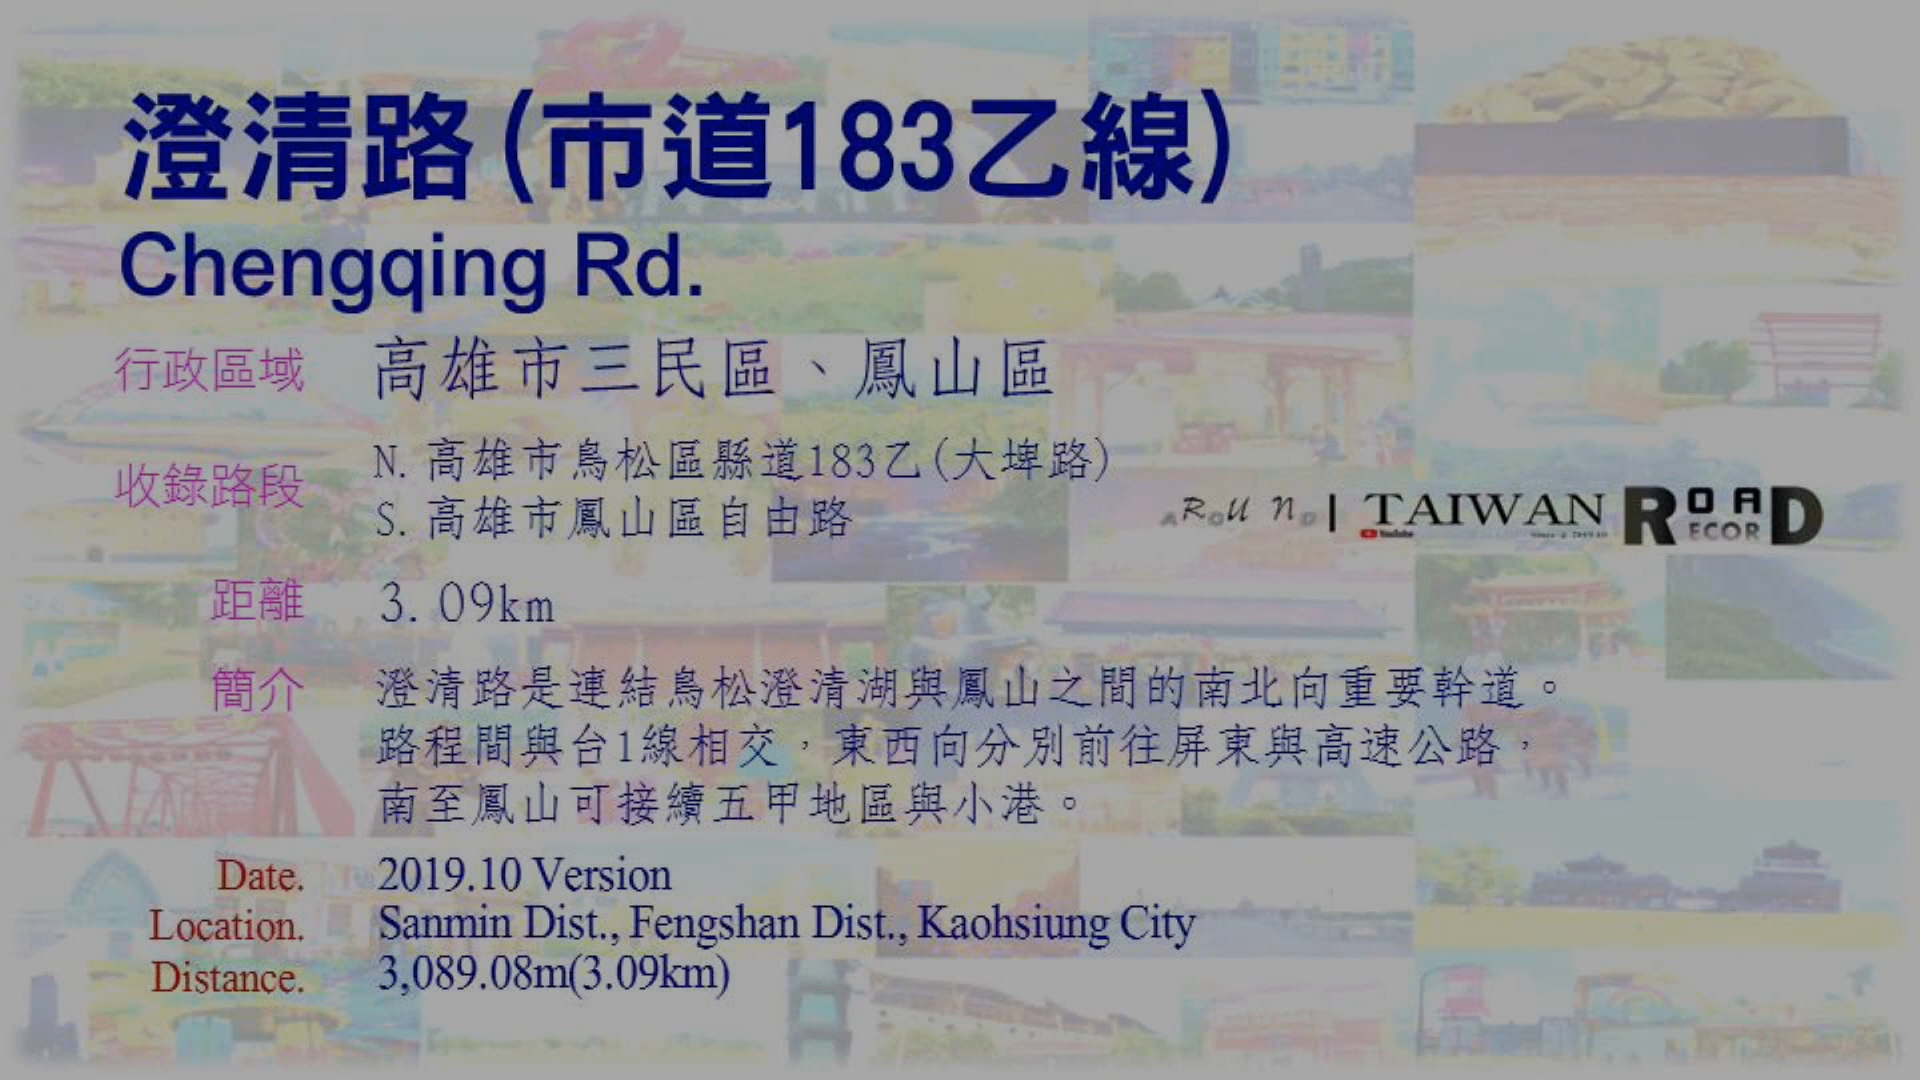 澄清路(市道183乙線)
Chengqing Rd.
行政區域 高雄市三民區、鳳山區
收錄路段 N. 高雄市鳥松區縣道183乙(大埤路)
S. 高雄市鳳山區自由路
AROUND | TAIWAN ROAD
YouTube
ECOR
距離 3.09km
簡介 澄清路是連結鳥松澄清湖與鳳山之間的南北向重要幹道。
路程間與台1線相交，東西向分別前往屏東與高速公路，
南至鳳山可接續五甲地區與小港。
Date. 2019.10 Version
Location. Sanmin Dist., Fengshan Dist., Kaohsiung City
Distance. 3,089.08m(3.09km)